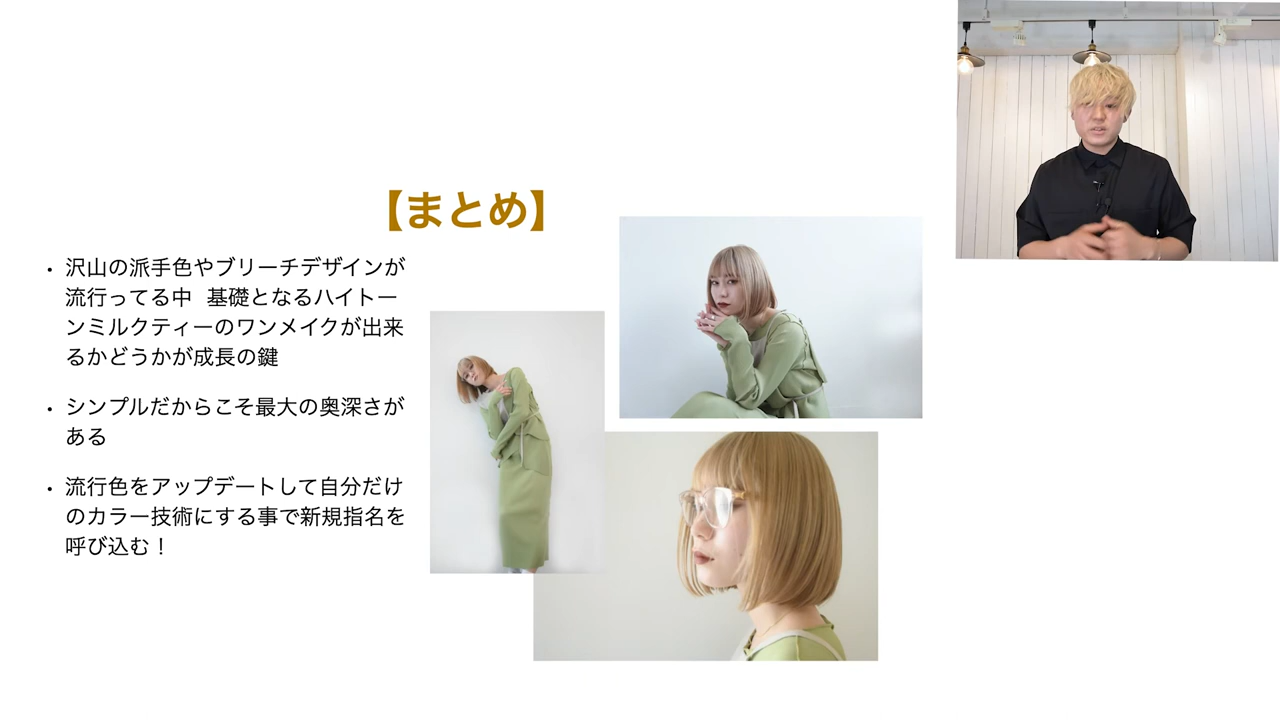 【まとめ】
・沢山の派手色やブリーチデザインが
流行ってる中 基礎となるハイトー
ンミルクティーのワンメイクが出来
るかどうかが成長の鍵
・シンプルだからこそ最大の奥深さが
ある
・流行色をアップデートして自分だけ
のカラー技術にする事で新規指名を
呼び込む！